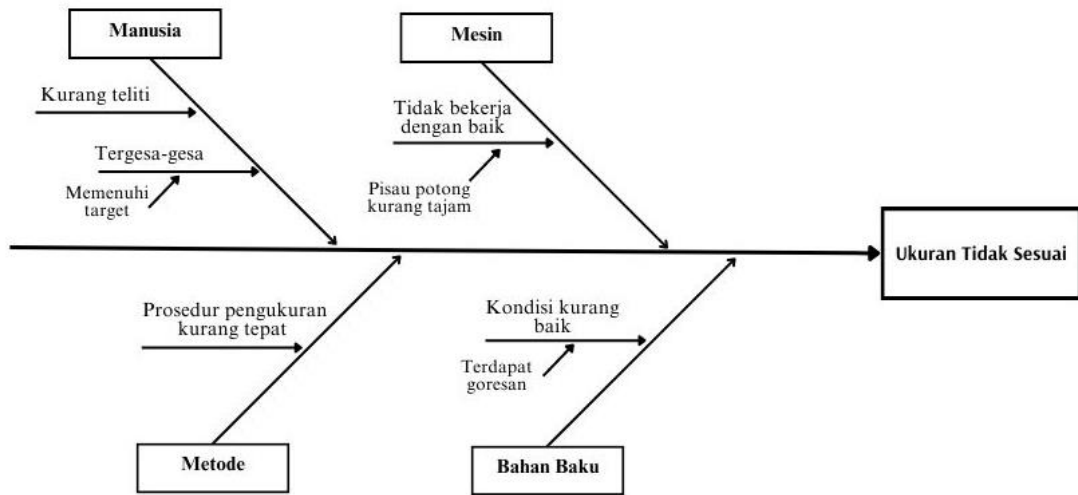 Manusia
Mesin
Kurang teliti
Tergesa-gesa
Memenuhi
target
Tidak bekerja
dengan baik
Pisau potong
kurang tajam
Ukuran Tidak Sesuai
Prosedur pengukuran
kurang tepat
Kondisi kurang
baik
Terdapat
goresan
Metode
Bahan Baku